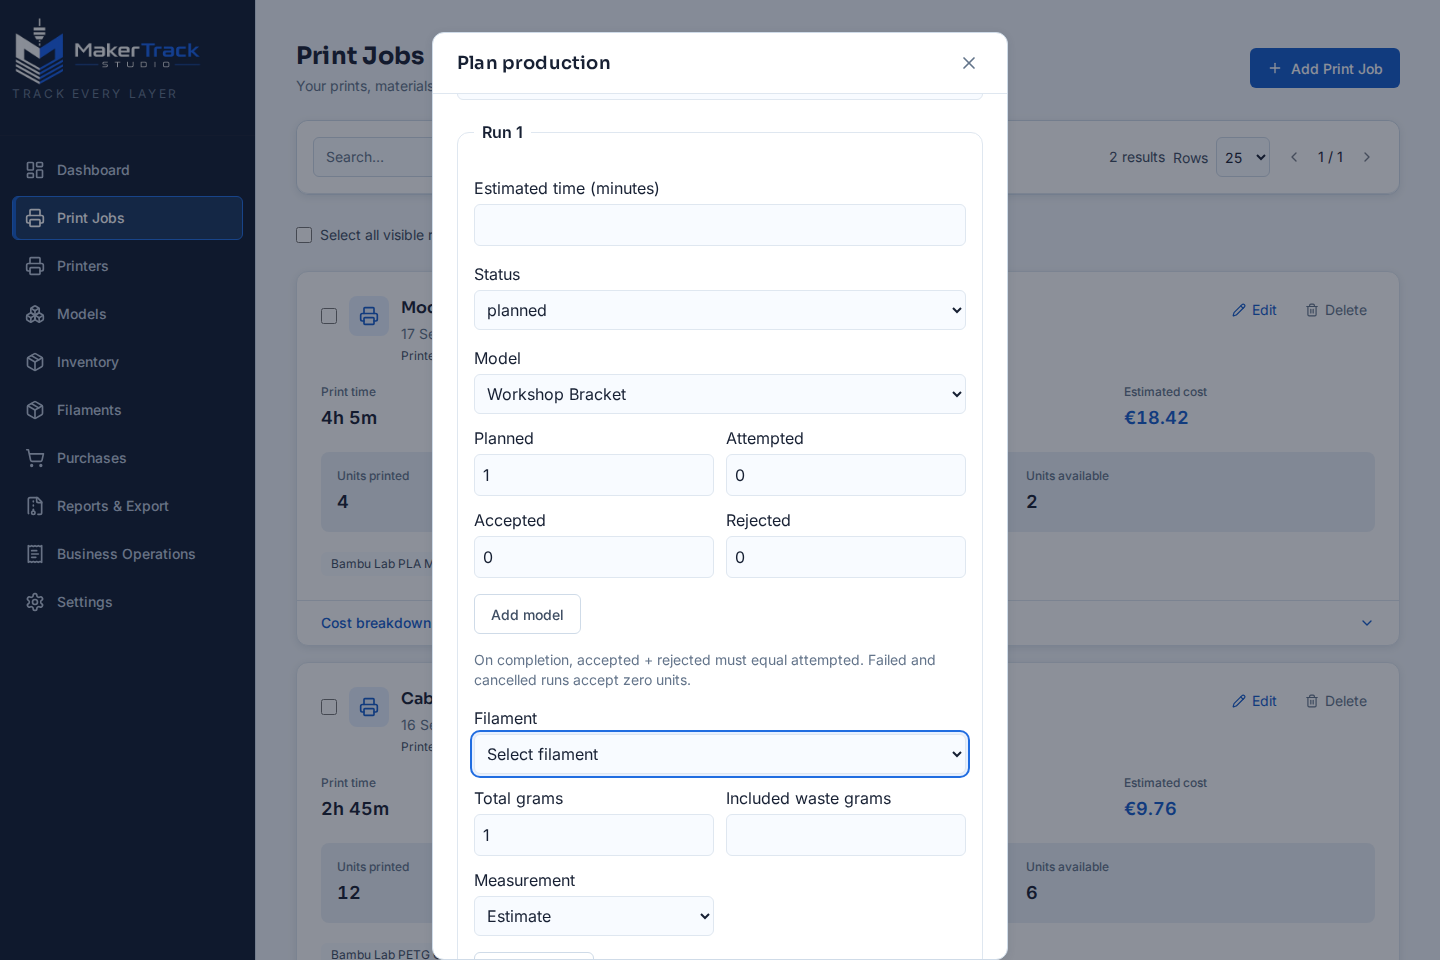 MakerTrack
STUDIO
TRACK EVERY LAYER
Dashboard
Print Jobs
Printers
Models
Inventory
Filaments
Purchases
Reports & Export
Business Operations
Settings
Print Jobs
Your prints, materials
Add Print Job
Search...
2 results
Rows
25
1 / 1
Select all visible
17 Se
Edit
Delete
Print time
4h 5m
Estimated cost
€18.42
Units printed
4
Units available
2
Bambu Lab PLA M
Cost breakdown
16 Se
Edit
Delete
Print time
2h 45m
Estimated cost
€9.76
Units printed
12
Units available
6
Bambu Lab PETG
Plan production
Run 1
Estimated time (minutes)
Status
planned
Model
Workshop Bracket
Planned
Attempted
1
0
Accepted
Rejected
0
0
Add model
On completion, accepted + rejected must equal attempted. Failed and
cancelled runs accept zero units.
Filament
Select filament
Total grams
Included waste grams
1
Measurement
Estimate